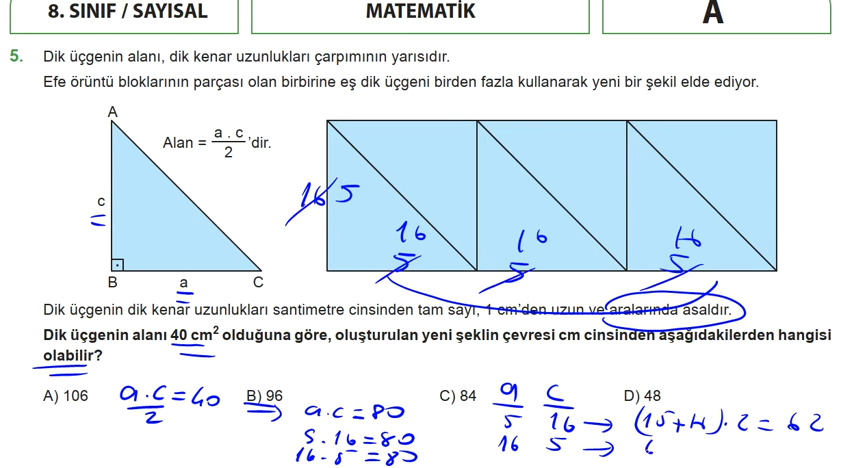 8. SINIF / SAYISAL
MATEMATİK
A
5. Dik üçgenin alanı, dik kenar uzunlukları çarpımının yarısıdır.
Efe örüntü bloklarının parçası olan birbirine eş dik üçgeni birden fazla kullanarak yeni bir şekil elde ediyor.
A
Alan = a . c / 2 'dir.
c
B a C
16 5
16 16 16
5 5 5
Dik üçgenin dik kenar uzunlukları santimetre cinsinden tam sayı, 1 cm'den uzun ve aralarında asaldır.
Dik üçgenin alanı 40 cm² olduğuna göre, oluşturulan yeni şeklin çevresi cm cinsinden aşağıdakilerden hangisi
olabilir?
A) 106 B) 96 C) 84 D) 48
a.c / 2 = 40
a.c = 80
5.16 = 80
16.5 = 80
a c
5 16 → (15+16).2 = 62
16 5 → (